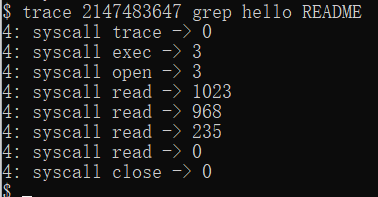 $ trace 2147483647 grep hello README
4: syscall trace -> 0
4: syscall exec -> 3
4: syscall open -> 3
4: syscall read -> 1023
4: syscall read -> 968
4: syscall read -> 235
4: syscall read -> 0
4: syscall close -> 0
$